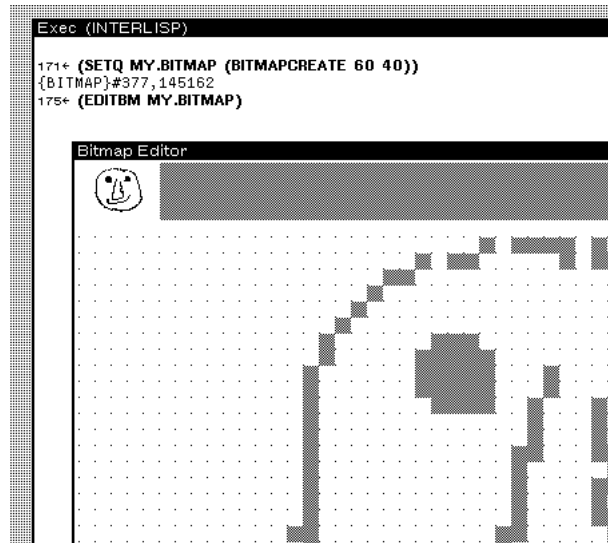 Exec (INTERLISP)
171← (SETQ MY.BITMAP (BITMAPCREATE 60 40))
{BITMAP}#377,145162
175← (EDITBM MY.BITMAP)
Bitmap Editor